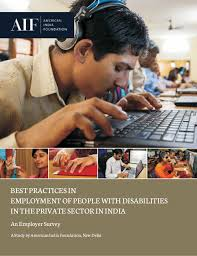 AIF
AMERICAN
INDIA
FOUNDATION
BEST PRACTICES IN
EMPLOYMENT OF PEOPLE WITH DISABILITIES
IN THE PRIVATE SECTOR IN INDIA
An Employer Survey
A Study by American India Foundation, New Delhi